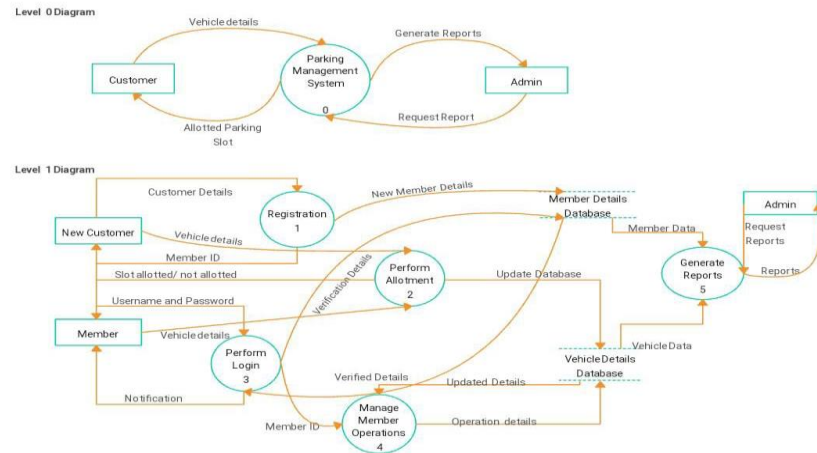 Level 0 Diagram
Vehicle details
Generate Reports
Customer
Parking
Management
System
0
Admin
Allotted Parking
Slot
Request Report
Level 1 Diagram
Customer Details
New Member Details
Member Details
Database
Admin
Registration
1
New Customer
Vehicle details
Member Data
Request
Reports
Member ID
Generate
Reports
5
Reports
Slot allotted/ not allotted
Perform
Allotment
2
Update Database
Verification Details
Username and Password
Member
Vehicle details
Perform
Login
3
Vehicle Data
Vehicle Details
Database
Verified Details
Updated Details
Notification
Member ID
Manage
Member
Operations
4
Operation details